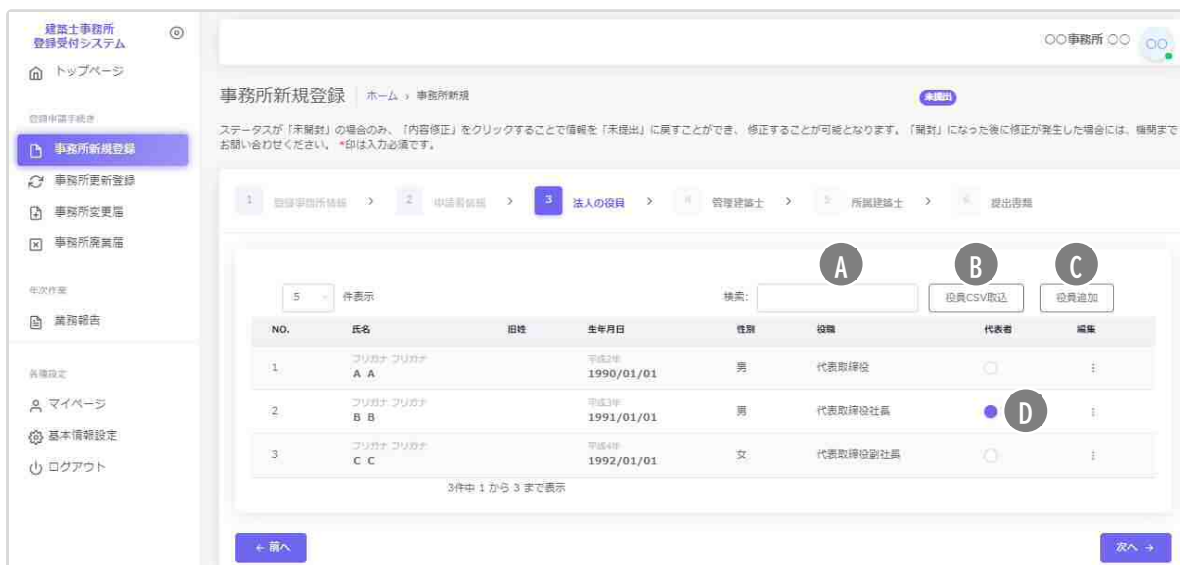 建築士事務所
登録受付システム
〇〇事務所 〇〇
〇〇
トップページ
事務所新規登録
ホーム › 事務所新規
未提出
登録申請手続き
ステータスが「未開封」の場合のみ、「内容修正」をクリックすることで情報を「未提出」に戻すことができ、 修正することが可能となります。「開封」になった後に修正が発生した場合には、機関まで
お問い合わせください。 *印は入力必須です。
事務所新規登録
事務所更新登録
事務所変更届
事務所廃業届
1 登録事務所情報 › 2 申請者情報 › 3 法人の役員 › 4 管理建築士 › 5 所属建築士 › 6 提出書類
A B C
年次作業
5 件表示 検索: 役員CSV取込 役員追加
業務報告
NO. 氏名 旧姓 生年月日 性別 役職 代表者 編集
フリガナ フリガナ 平成2年
1 A A 1990/01/01 男 代表取締役
各種設定
マイページ
フリガナ フリガナ 平成3年
2 B B 1991/01/01 男 代表取締役社長 D
基本情報設定
フリガナ フリガナ 平成4年
3 C C 1992/01/01 女 代表取締役副社長
ログアウト
3件中 1 から 3 まで表示
← 前へ 次へ →